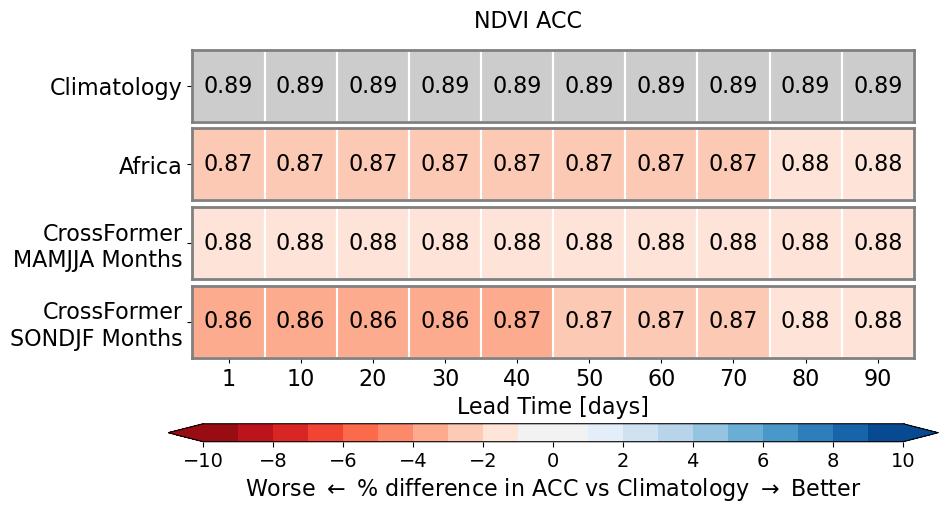 NDVI ACC
Climatology 0.89 0.89 0.89 0.89 0.89 0.89 0.89 0.89 0.89 0.89
Africa 0.87 0.87 0.87 0.87 0.87 0.87 0.87 0.87 0.88 0.88
CrossFormer
MAMJJA Months 0.88 0.88 0.88 0.88 0.88 0.88 0.88 0.88 0.88 0.88
CrossFormer
SONDJF Months 0.86 0.86 0.86 0.86 0.87 0.87 0.87 0.87 0.88 0.88
1 10 20 30 40 50 60 70 80 90
Lead Time [days]
−10 −8 −6 −4 −2 0 2 4 6 8 10
Worse ← % difference in ACC vs Climatology → Better